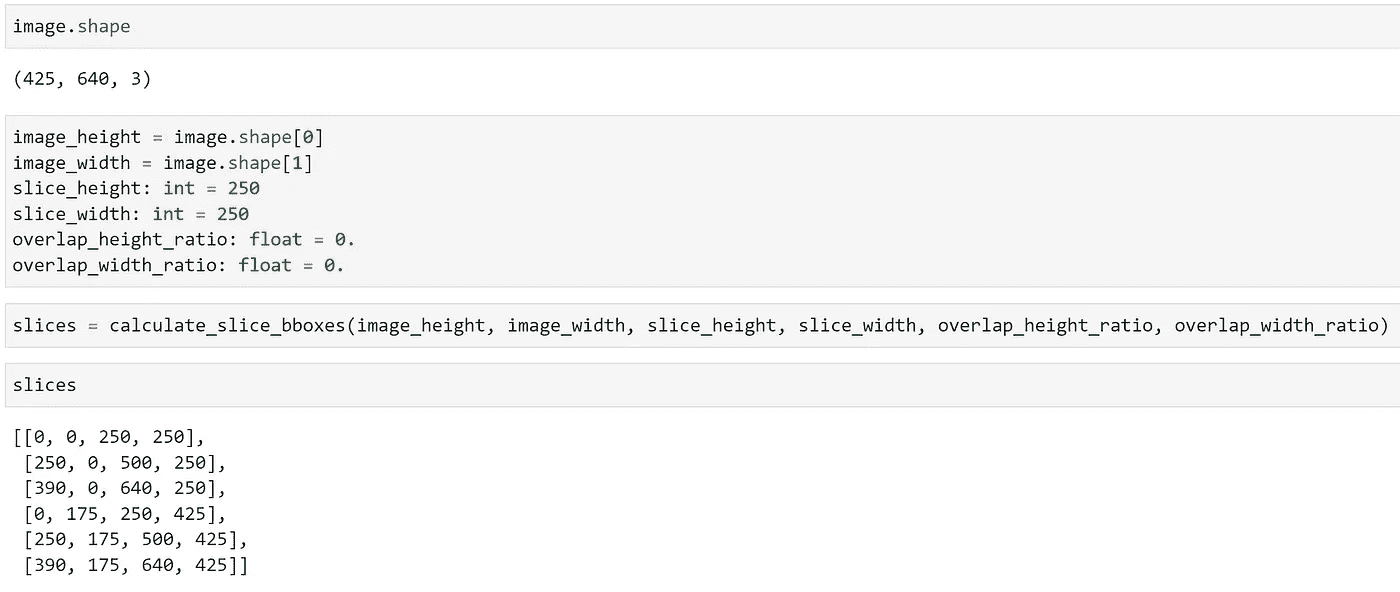 image.shape
(425, 640, 3)
image_height = image.shape[0]
image_width = image.shape[1]
slice_height: int = 250
slice_width: int = 250
overlap_height_ratio: float = 0.
overlap_width_ratio: float = 0.
slices = calculate_slice_bboxes(image_height, image_width, slice_height, slice_width, overlap_height_ratio, overlap_width_ratio)
slices
[[0, 0, 250, 250],
[250, 0, 500, 250],
[390, 0, 640, 250],
[0, 175, 250, 425],
[250, 175, 500, 425],
[390, 175, 640, 425]]